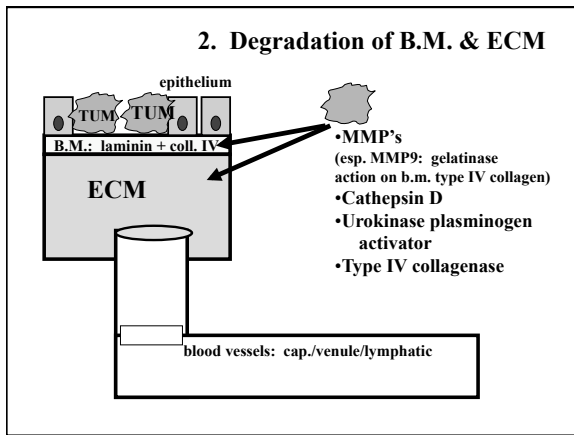 2. Degradation of B.M. & ECM
epithelium
TUM TUM
B.M.: laminin + coll. IV
ECM
•MMP's
(esp. MMP9: gelatinase
action on b.m. type IV collagen)
•Cathepsin D
•Urokinase plasminogen
activator
•Type IV collagenase
blood vessels: cap./venule/lymphatic